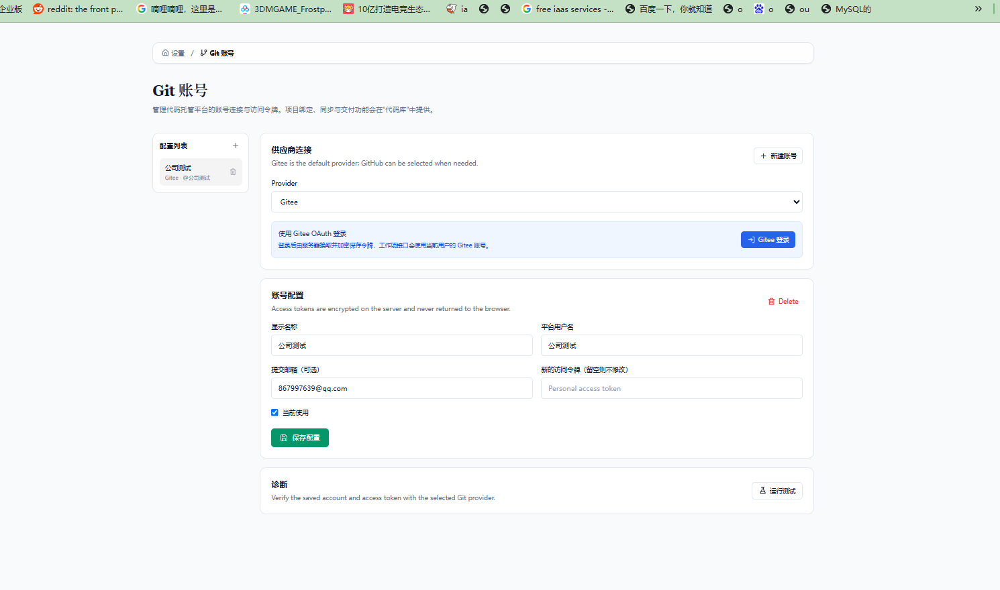 企业版 reddit: the front p... 嘀哩嘀哩，这里是... 3DMGAME_Frostp... 10亿打造电竞生态... ia free iaas services -... 百度一下，你就知道 o o ou MySQL的
设置 / Git 账号
Git 账号
管理代码托管平台的账号连接与访问令牌。项目绑定、同步与交付功能会在“代码库”中提供。
配置列表
公司测试
Gitee · @公司测试
供应商连接
新建账号
Gitee is the default provider; GitHub can be selected when needed.
Provider
Gitee
使用 Gitee OAuth 登录
登录后由服务器换取并加密保存令牌，工作项接口会使用当前用户的 Gitee 账号。
Gitee 登录
账号配置
Delete
Access tokens are encrypted on the server and never returned to the browser.
显示名称
平台用户名
公司测试
公司测试
提交邮箱（可选）
新的访问令牌（留空则不修改）
867997639@qq.com
Personal access token
当前使用
保存配置
诊断
运行测试
Verify the saved account and access token with the selected Git provider.